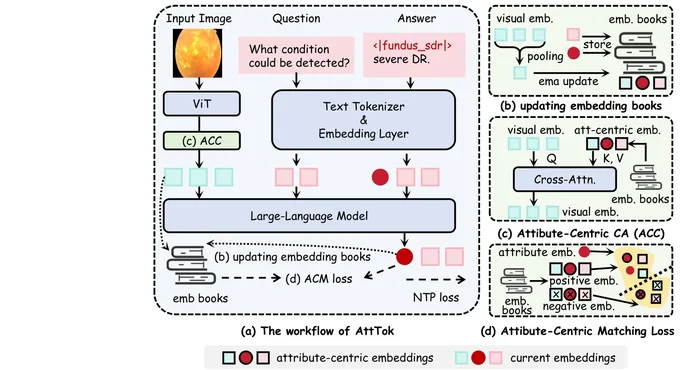 Input Image
Question
Answer
What condition
could be detected?
<|fundus_sdr|>
severe DR.
ViT
(c) ACC
Text Tokenizer
&
Embedding Layer
Large-Language Model
(b) updating embedding books
(d) ACM loss
emb books
NTP loss
(a) The workflow of AttTok
visual emb.
emb. books
pooling
store
ema update
(b) updating embedding books
visual emb.
att-centric emb.
Q
K, V
Cross-Attn.
emb. books
visual emb.
(c) Attibute-Centric CA (ACC)
attribute emb.
positive emb.
emb.
books
negative emb.
(d) Attibute-Centric Matching Loss
attribute-centric embeddings
current embeddings